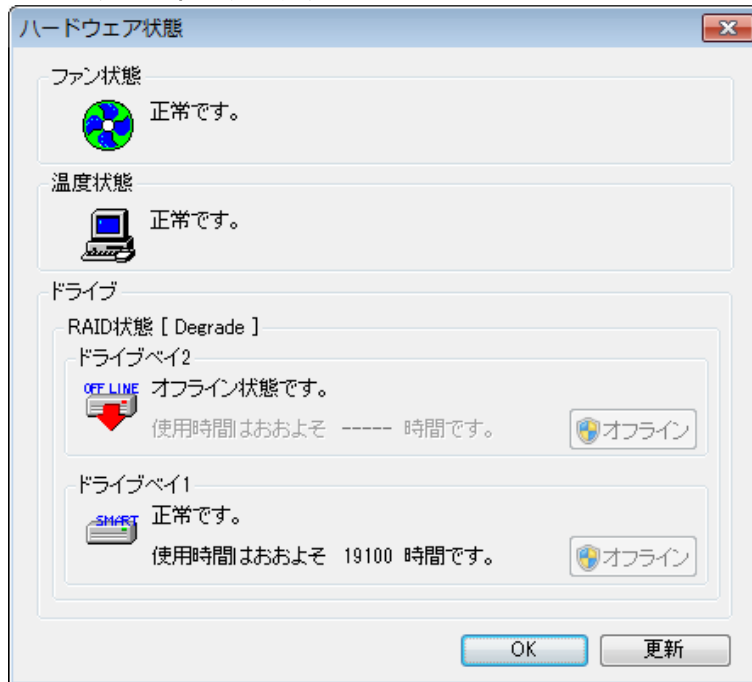 ハードウェア状態
ファン状態
正常です。
温度状態
正常です。
ドライブ
RAID状態 [ Degrade ]
ドライブベイ2
OFF LINE
オフライン状態です。
使用時間はおおよそ ----- 時間です。
オフライン
ドライブベイ1
SMART
正常です。
使用時間はおおよそ 19100 時間です。
オフライン
OK
更新